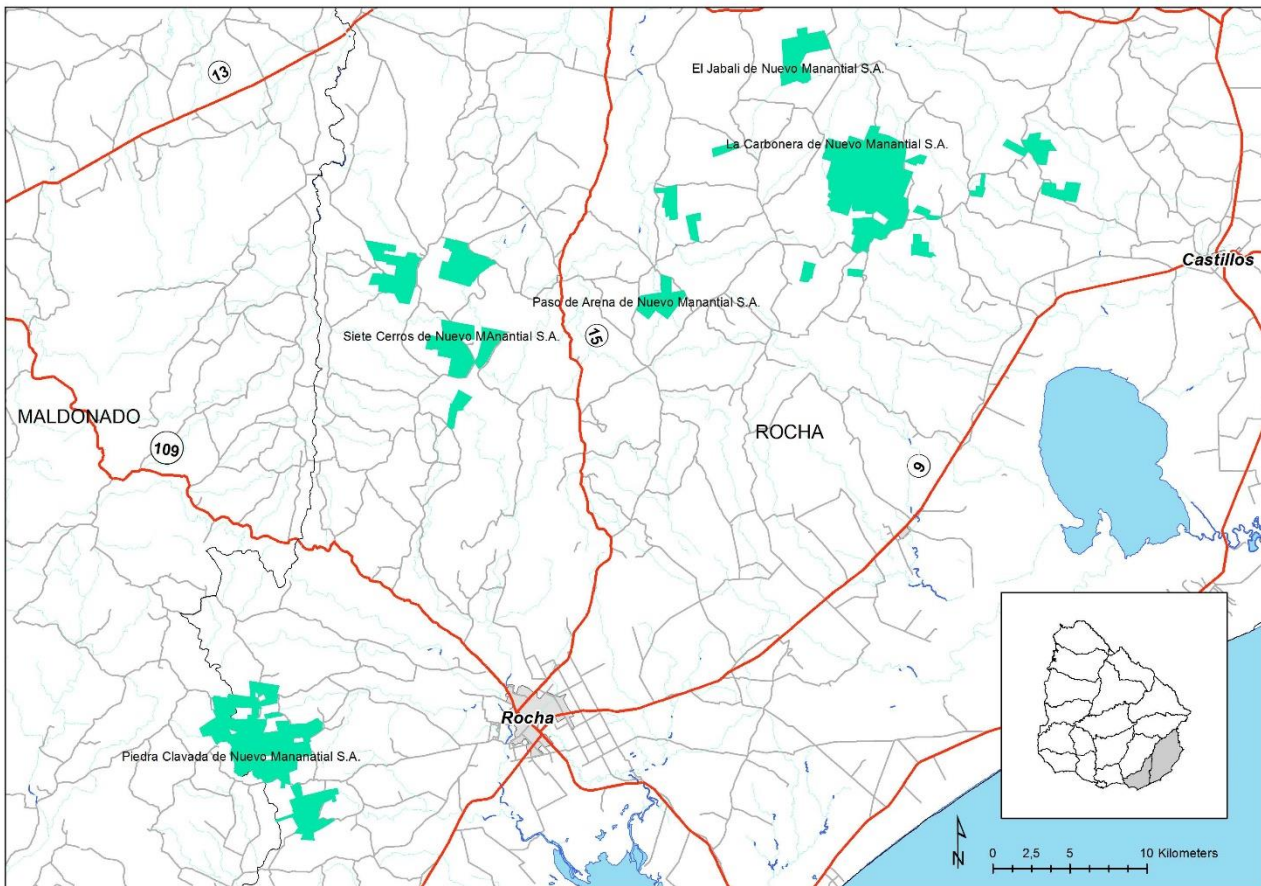 13
El Jabali de Nuevo Manantial S.A.
La Carbonera de Nuevo Manantial S.A.
Castillos
Paso de Arena de Nuevo Manantial S.A.
Siete Cerros de Nuevo MAnantial S.A.
15
MALDONADO
ROCHA
109
9
Rocha
Piedra Clavada de Nuevo Mananatial S.A.
N
0 2,5 5 10 Kilometers